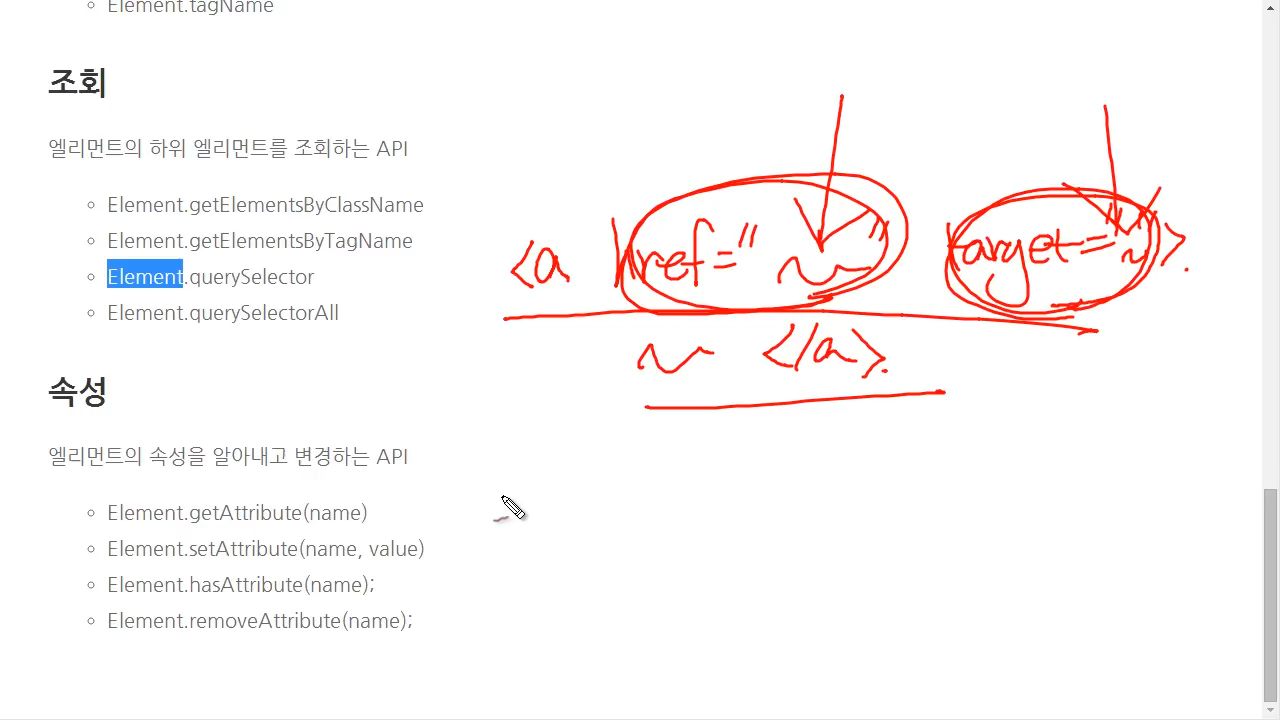 Element.tagName
조회
엘리먼트의 하위 엘리먼트를 조회하는 API
Element.getElementsByClassName
Element.getElementsByTagName
Element.querySelector
Element.querySelectorAll
<a href=" " target=" ">
</a>
속성
엘리먼트의 속성을 알아내고 변경하는 API
Element.getAttribute(name)
Element.setAttribute(name, value)
Element.hasAttribute(name);
Element.removeAttribute(name);